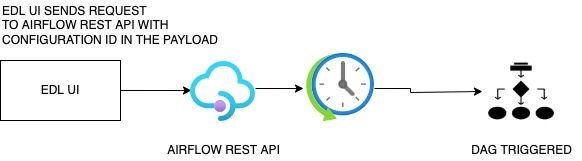 EDL UI SENDS REQUEST
TO AIRFLOW REST API WITH
CONFIGURATION ID IN THE PAYLOAD
EDL UI
AIRFLOW REST API
DAG TRIGGERED